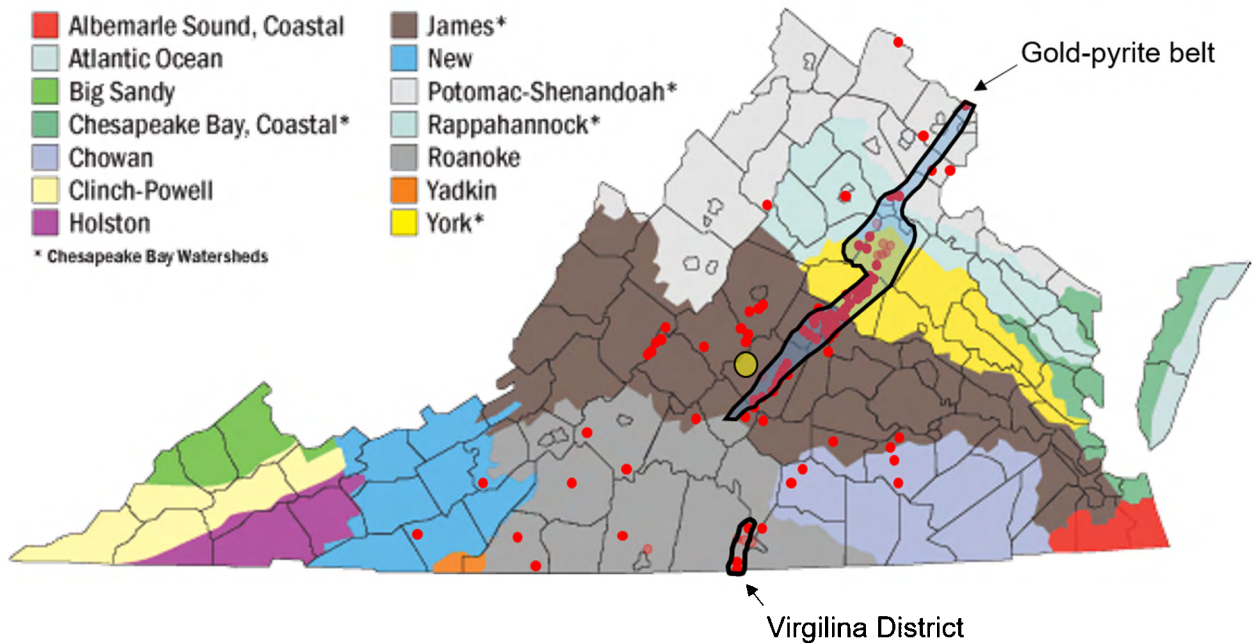 Albemarle Sound, Coastal
Atlantic Ocean
Big Sandy
Chesapeake Bay, Coastal*
Chowan
Clinch-Powell
Holston
* Chesapeake Bay Watersheds
James*
New
Potomac-Shenandoah*
Rappahannock*
Roanoke
Yadkin
York*
Gold-pyrite belt
Virgilina District